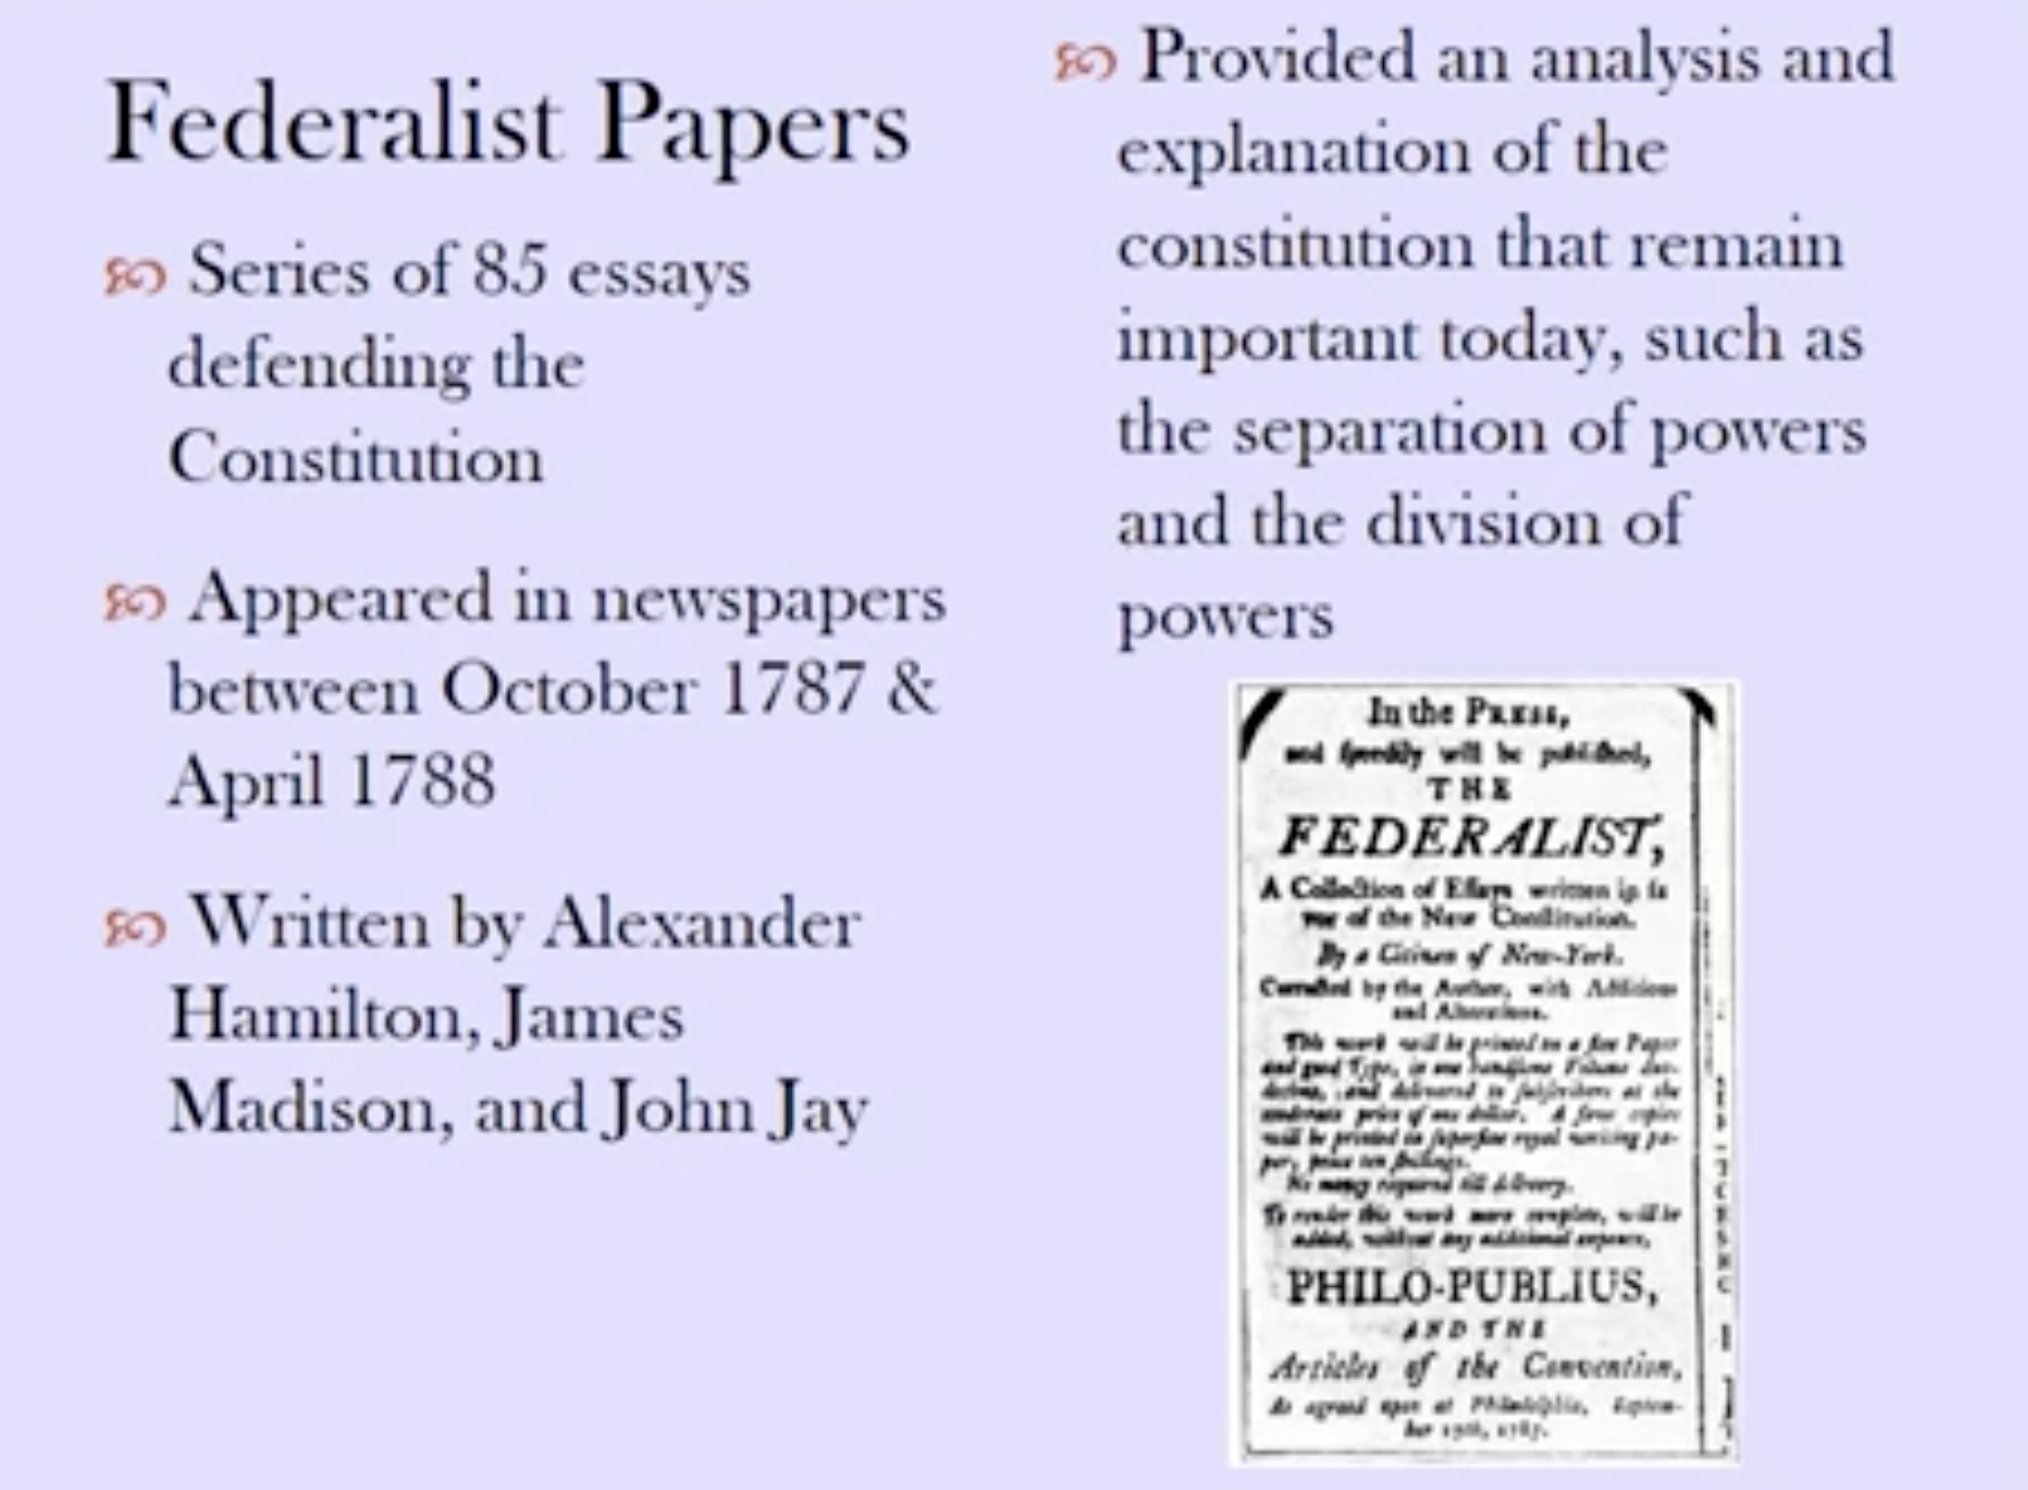 Federalist Papers
Series of 85 essays
defending the
Constitution
Appeared in newspapers
between October 1787 &
April 1788
Written by Alexander
Hamilton, James
Madison, and John Jay
Provided an analysis and
explanation of the
constitution that remain
important today, such as
the separation of powers
and the division of
powers
In the PRESS,
and speedily will be published,
THE
FEDERALIST,
A Collection of Essays written in fa
vor of the New Constitution.
By a Citizen of New-York.
Corrected by the Author, with Additions
and Alterations.
This work will be printed on a fine Paper
and good Type, in one handsome Volume duo-
decimo, and delivered to subscribers at the
moderate price of one dollar. A few copies
will be printed on superfine royal writing pa-
per, price ten shillings.
No money required till delivery.
To render this work more complete, will be
added, without any additional expence,
PHILO-PUBLIUS,
AND THE
Articles of the Convention,
As agreed upon at Philadelphia, Septem-
ber 17th, 1787.